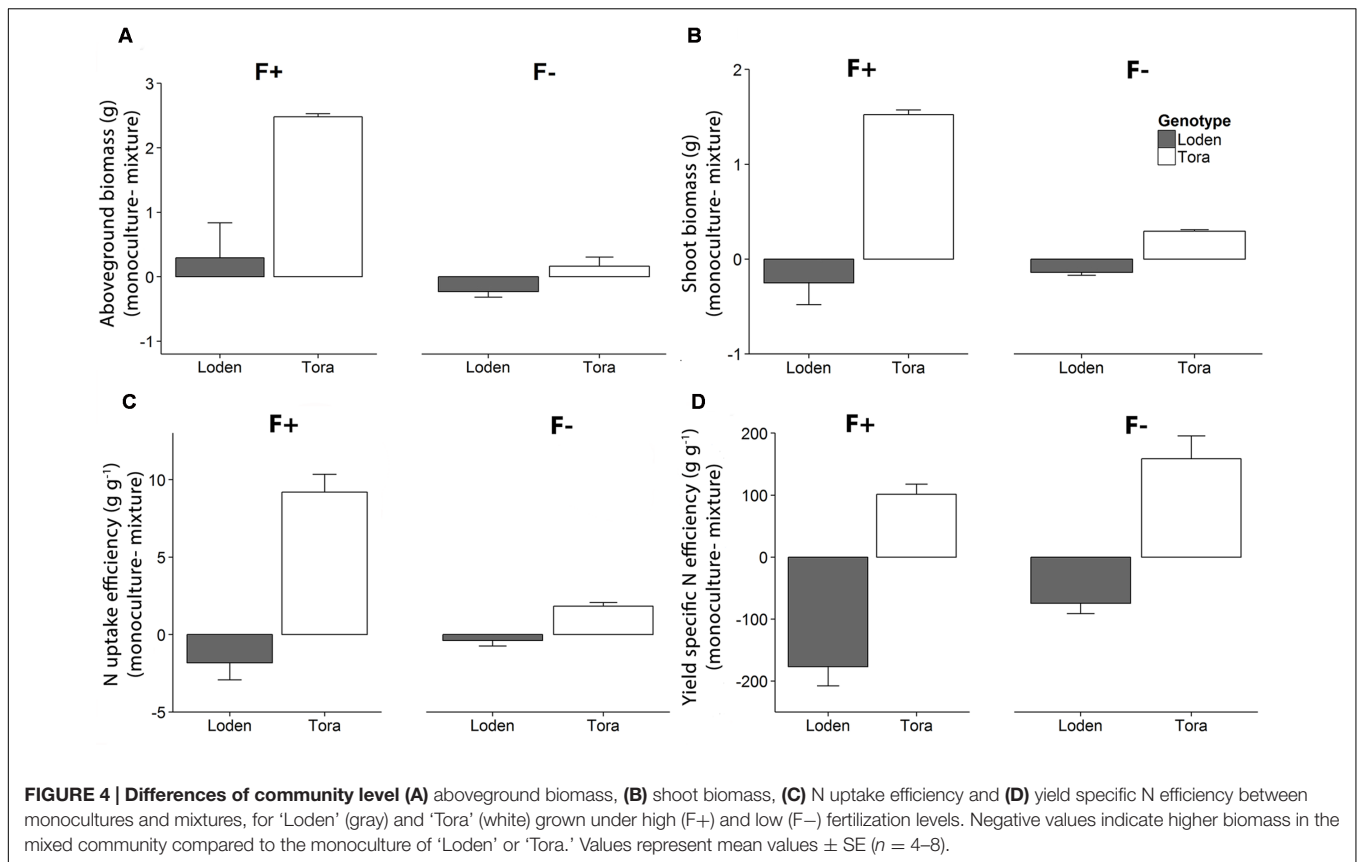 A
F+
F-
Aboveground biomass (g)
(monoculture- mixture)
3
2
1
0
-1
Loden
Tora
Loden
Tora
B
F+
F-
Shoot biomass (g)
(monoculture- mixture)
2
1
0
-1
Genotype
Loden
Tora
Loden
Tora
Loden
Tora
C
F+
F-
N uptake efficiency (g g-1)
(monoculture- mixture)
10
5
0
-5
Loden
Tora
Loden
Tora
D
F+
F-
Yield specific N efficiency (g g-1)
(monoculture- mixture)
200
100
0
-100
-200
Loden
Tora
Loden
Tora
FIGURE 4 | Differences of community level (A) aboveground biomass, (B) shoot biomass, (C) N uptake efficiency and (D) yield specific N efficiency between
monocultures and mixtures, for ‘Loden’ (gray) and ‘Tora’ (white) grown under high (F+) and low (F−) fertilization levels. Negative values indicate higher biomass in the
mixed community compared to the monoculture of ‘Loden’ or ‘Tora.’ Values represent mean values ± SE (n = 4–8).